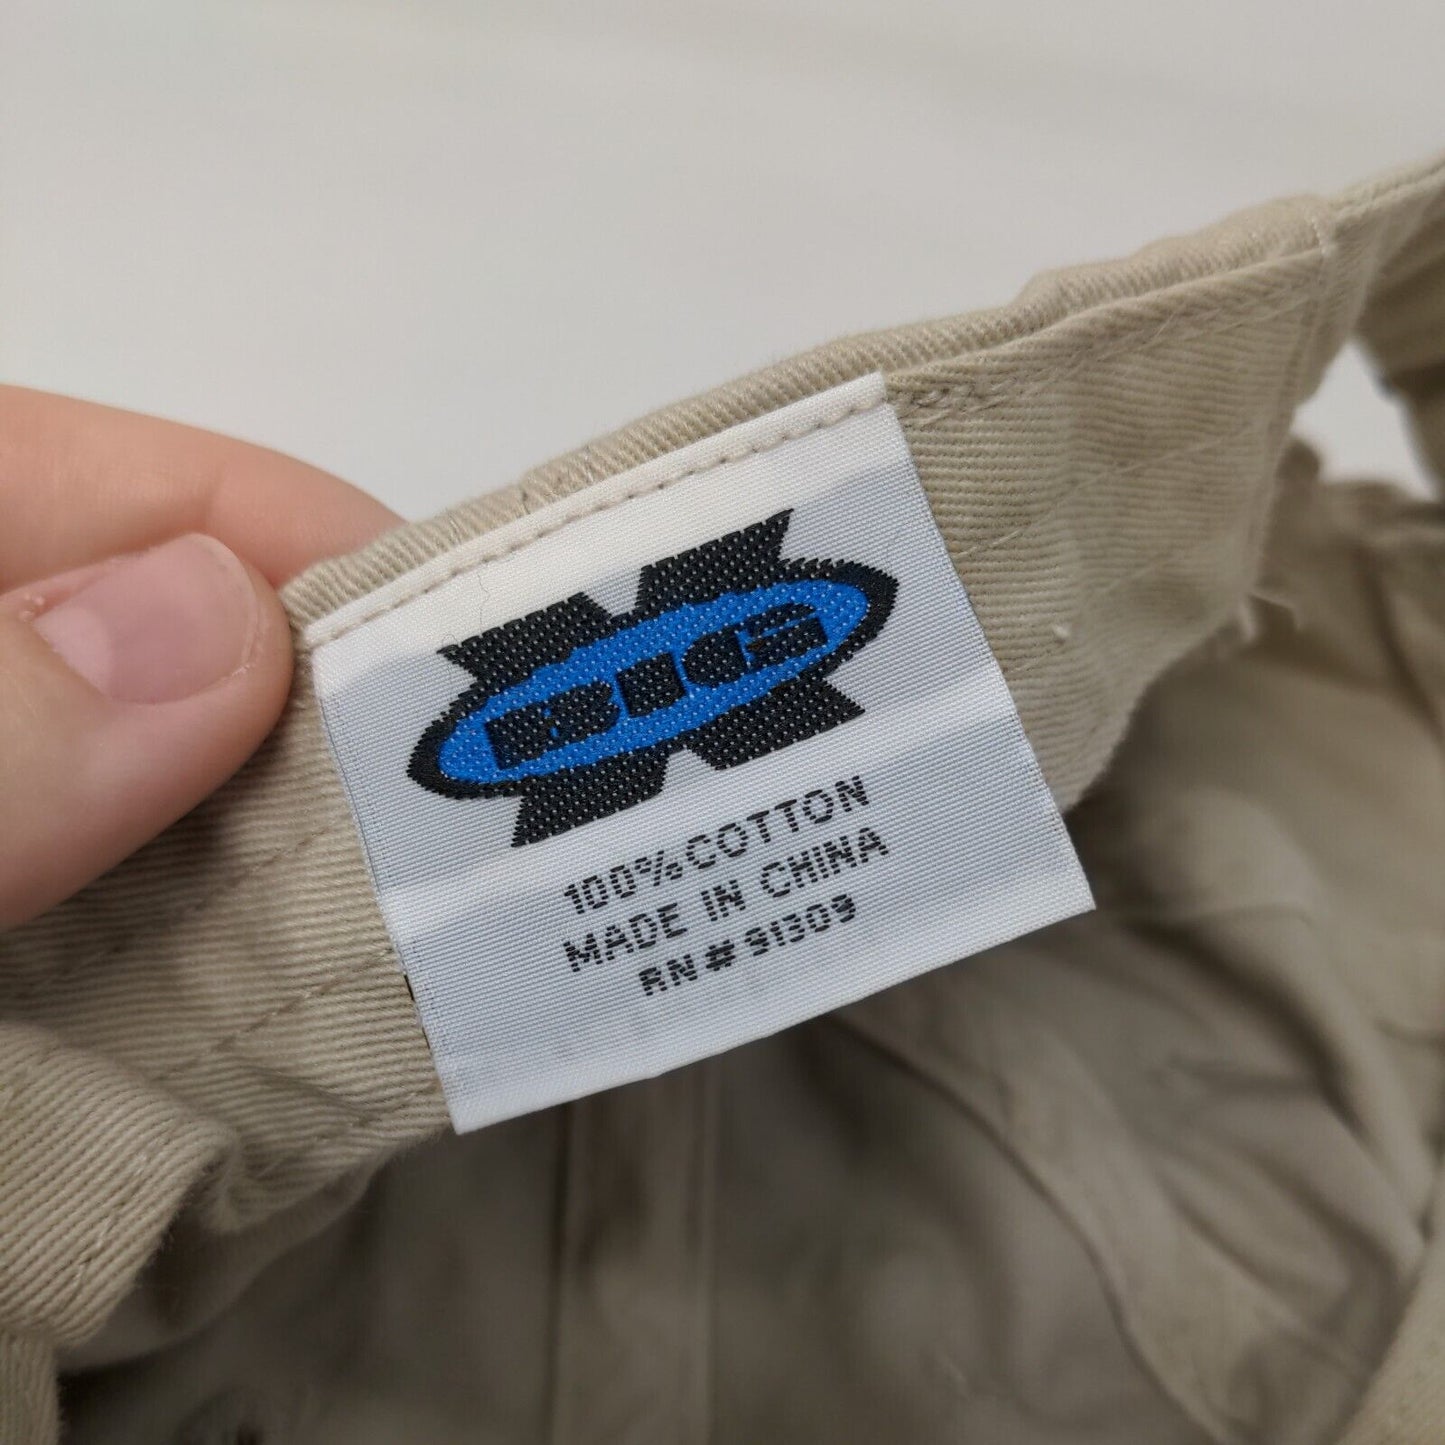 BIG
100% COTTON
MADE IN CHINA
RN # 91309